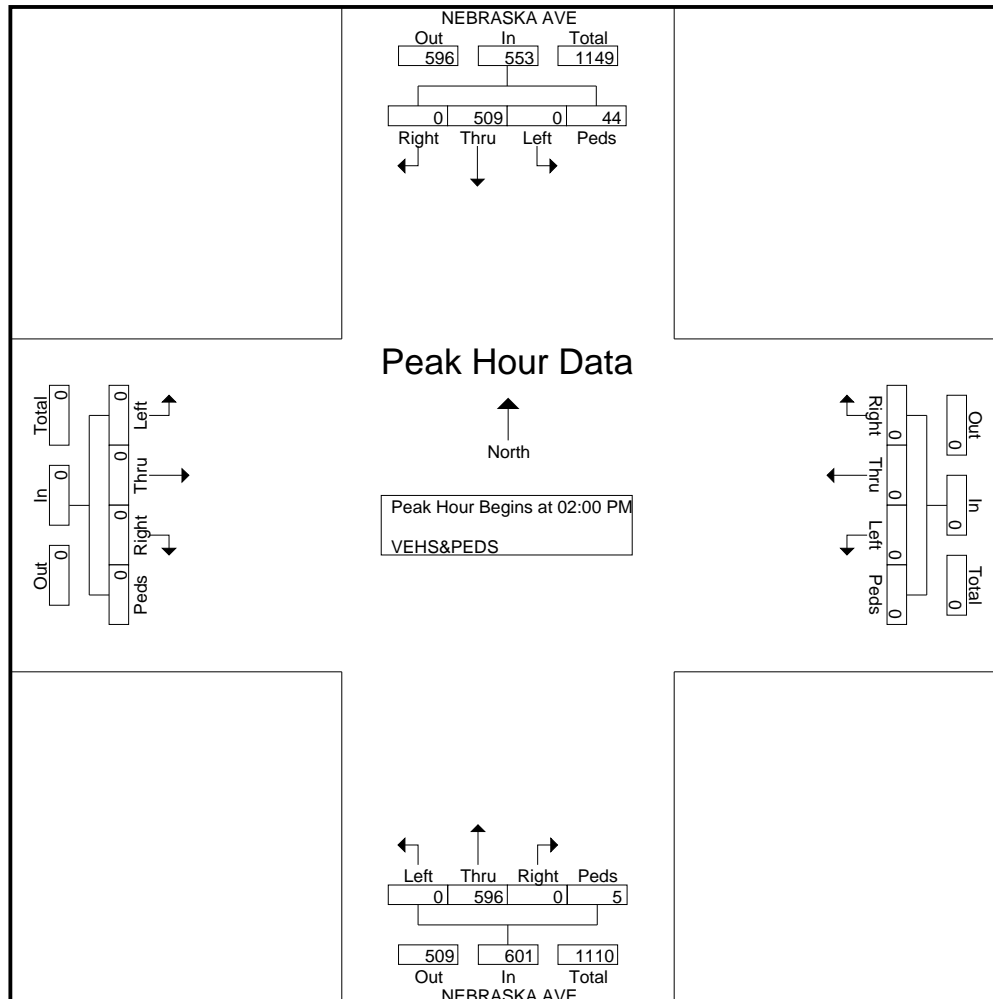 NEBRASKA AVE
Out In Total
596 553 1149
0 509 0 44
Right Thru Left Peds
Peak Hour Data
North
Peak Hour Begins at 02:00 PM
VEHS&PEDS
Total In Out
0 0 0
0 0 0 0
Left Thru Right Peds
Right Thru Left Peds
0 0 0 0
Out In Total
0 0 0
Left Thru Right Peds
0 596 0 5
509 601 1110
Out In Total
NEBRASKA AVE